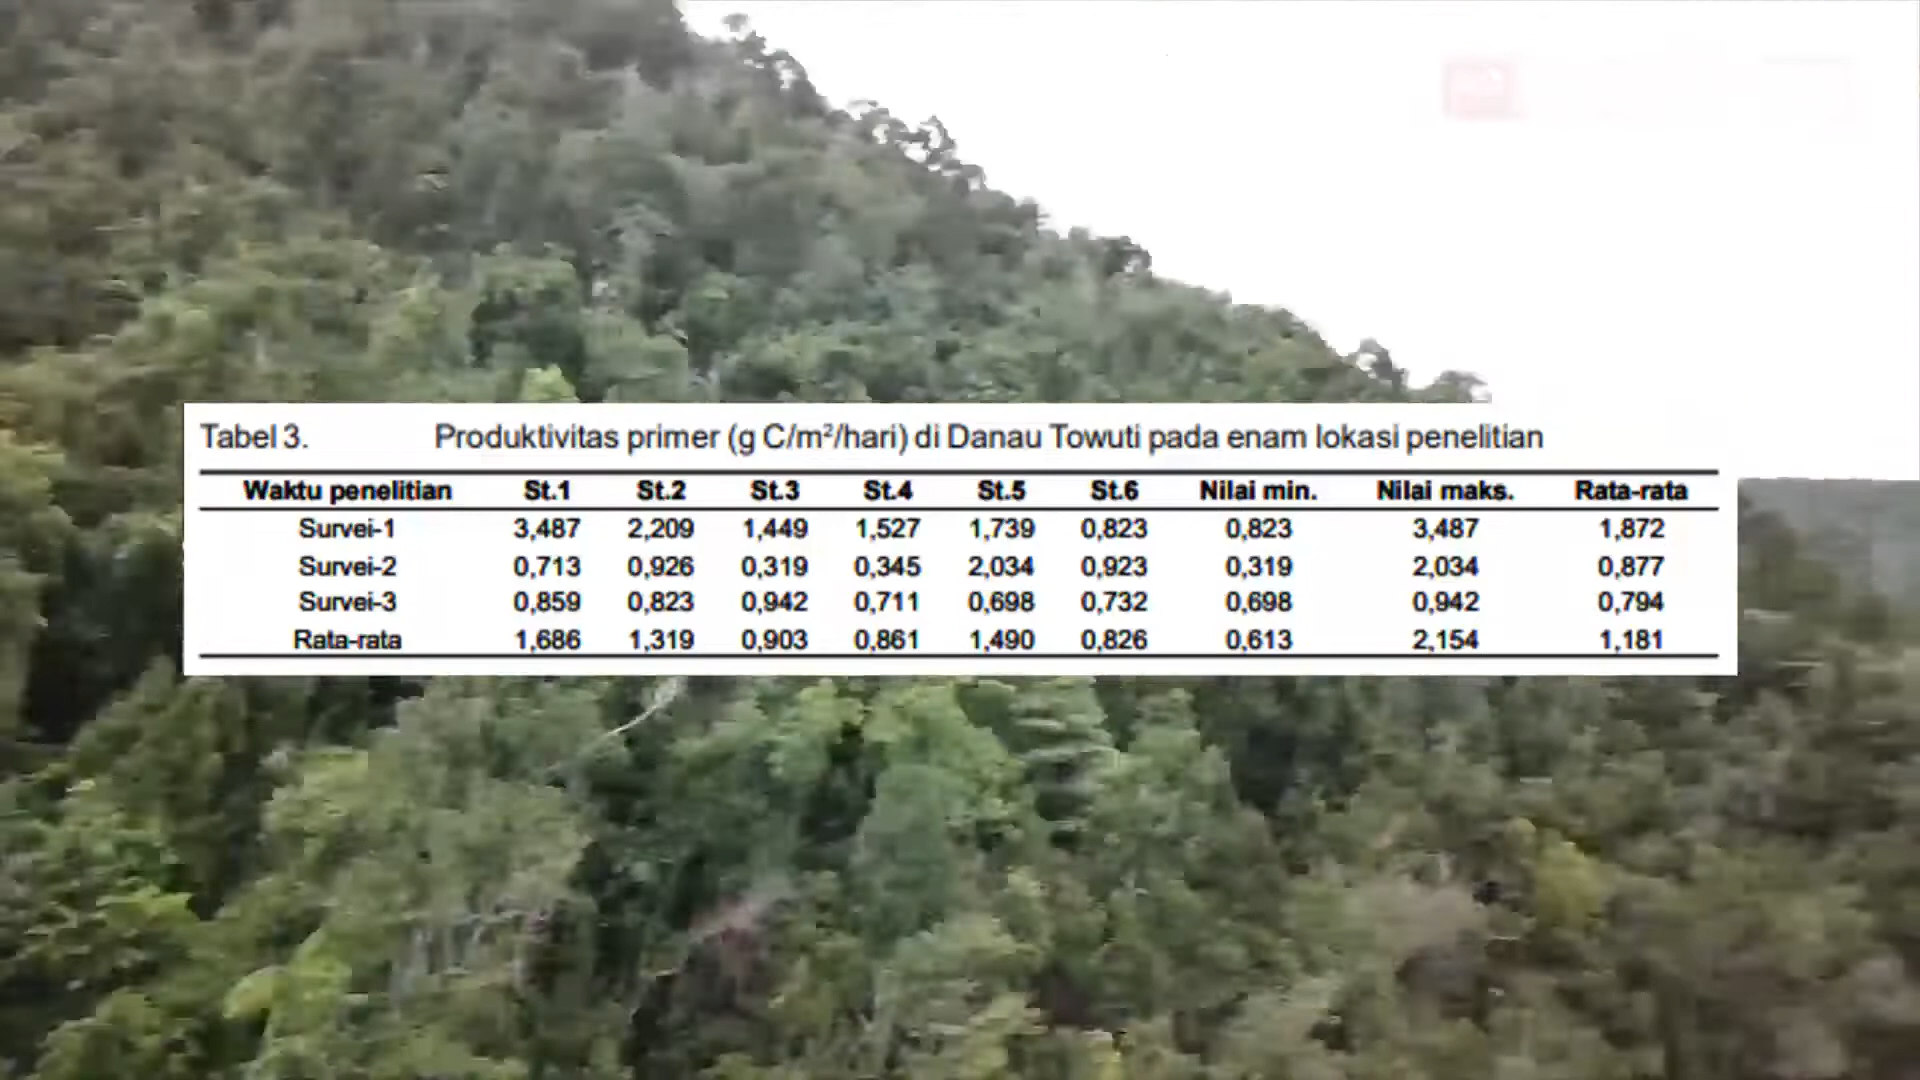 Tabel 3. Produktivitas primer (g C/m²/hari) di Danau Towuti pada enam lokasi penelitian
Waktu penelitian St.1 St.2 St.3 St.4 St.5 St.6 Nilai min. Nilai maks. Rata-rata
Survei-1 3,487 2,209 1,449 1,527 1,739 0,823 0,823 3,487 1,872
Survei-2 0,713 0,926 0,319 0,345 2,034 0,923 0,319 2,034 0,877
Survei-3 0,859 0,823 0,942 0,711 0,698 0,732 0,698 0,942 0,794
Rata-rata 1,686 1,319 0,903 0,861 1,490 0,826 0,613 2,154 1,181